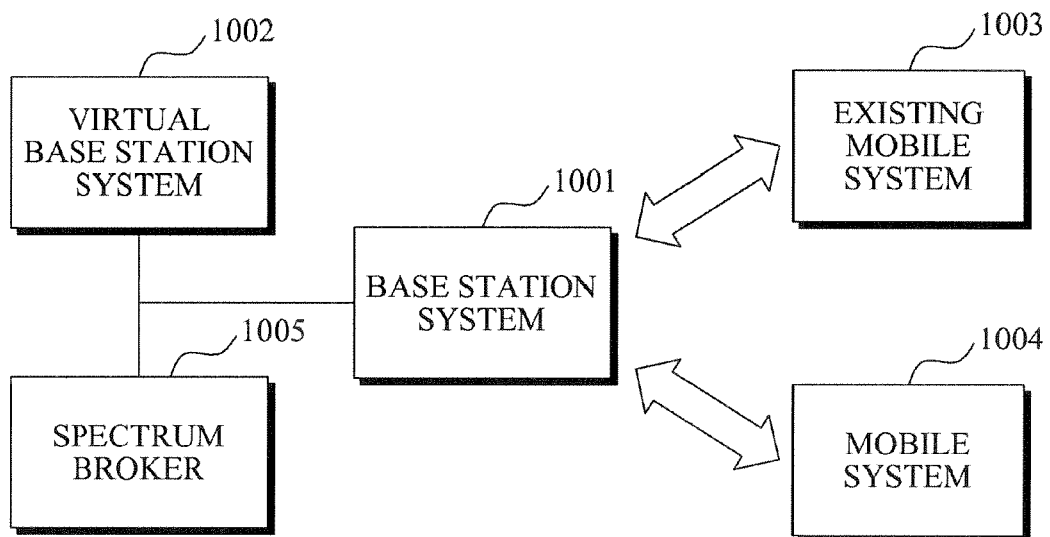 1002
VIRTUAL
BASE STATION
SYSTEM
1003
EXISTING
MOBILE
SYSTEM
1001
BASE STATION
SYSTEM
1005
SPECTRUM
BROKER
1004
MOBILE
SYSTEM